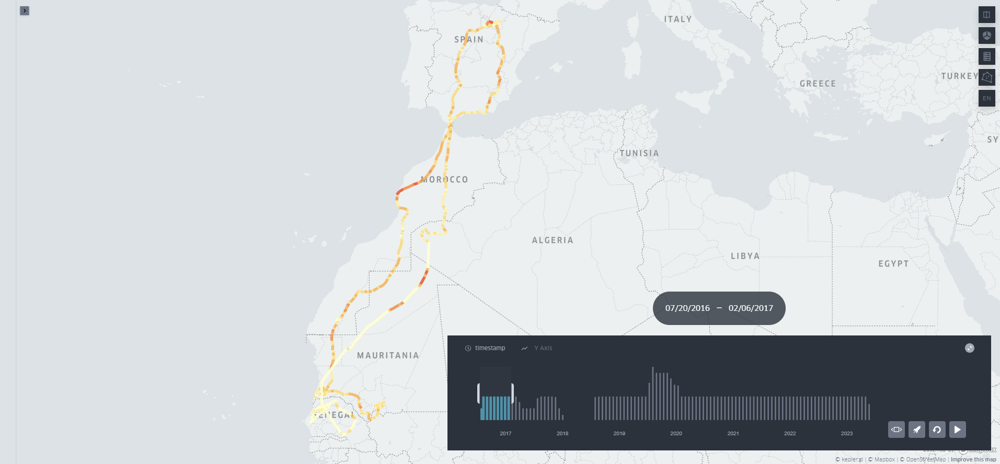 ITALY
SPAIN
TURKEY
GREECE
EN
SY
TUNISIA
MOROCCO
ALGERIA
LIBYA
EGYPT
07/20/2016 – 02/06/2017
MAURITANIA
timestamp Y Axis
SENEGAL
2017 2018 2019 2020 2021 2022 2023
mapbox
© kepler.gl | © Mapbox | © OpenStreetMap | Improve this map